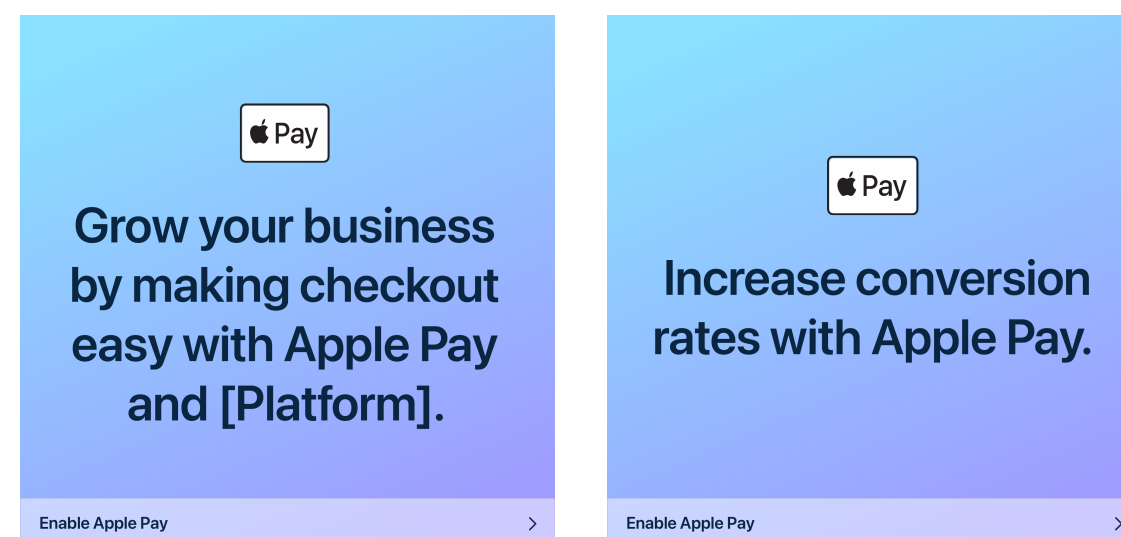 Pay
Grow your business
by making checkout
easy with Apple Pay
and [Platform].
Enable Apple Pay
Pay
Increase conversion
rates with Apple Pay.
Enable Apple Pay